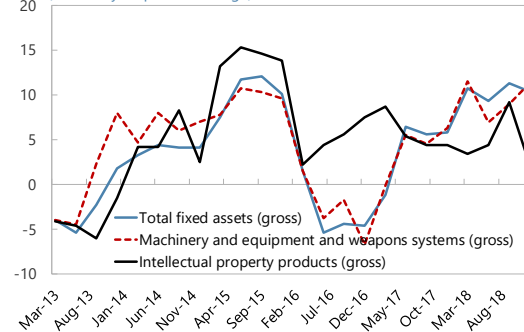 20
15
10
5
0
-5
-10
Total fixed assets (gross)
Machinery and equipment and weapons systems (gross)
Intellectual property products (gross)
Mar-13
Aug-13
Jan-14
Jun-14
Nov-14
Apr-15
Sep-15
Feb-16
Jul-16
Dec-16
May-17
Oct-17
Mar-18
Aug-18